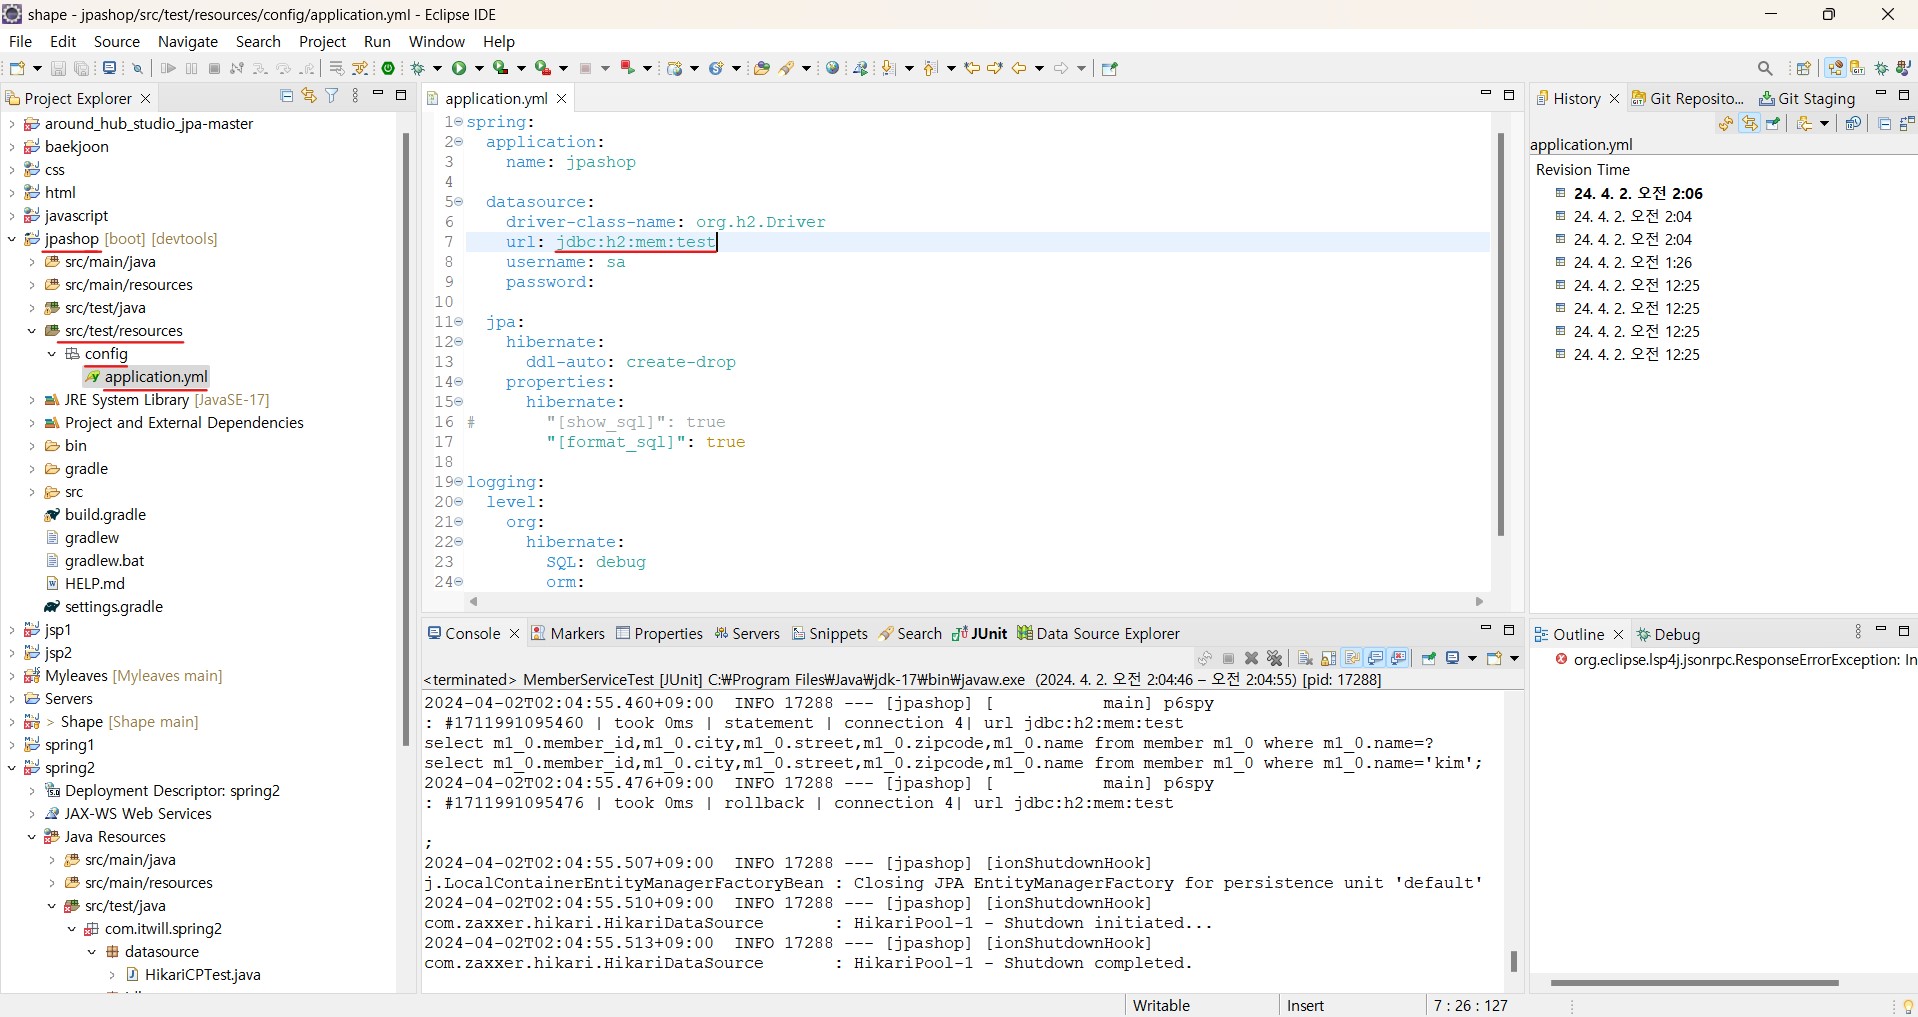 shape - jpashop/src/test/resources/config/application.yml - Eclipse IDE
File Edit Source Navigate Search Project Run Window Help
Project Explorer
around_hub_studio_jpa-master
baekjoon
css
html
javascript
jpashop [boot] [devtools]
src/main/java
src/main/resources
src/test/java
src/test/resources
config
application.yml
JRE System Library [JavaSE-17]
Project and External Dependencies
bin
gradle
src
build.gradle
gradlew
gradlew.bat
HELP.md
settings.gradle
jsp1
jsp2
Myleaves [Myleaves main]
Servers
> Shape [Shape main]
spring1
spring2
Deployment Descriptor: spring2
JAX-WS Web Services
Java Resources
src/main/java
src/main/resources
src/test/java
com.itwill.spring2
datasource
HikariCPTest.java
application.yml
1 spring:
2 application:
3 name: jpashop
4
5 datasource:
6 driver-class-name: org.h2.Driver
7 url: jdbc:h2:mem:test
8 username: sa
9 password:
10
11 jpa:
12 hibernate:
13 ddl-auto: create-drop
14 properties:
15 hibernate:
16 # "[show_sql]": true
17 "[format_sql]": true
18
19 logging:
20 level:
21 org:
22 hibernate:
23 SQL: debug
24 orm:
Console Markers Properties Servers Snippets Search JUnit Data Source Explorer
<terminated> MemberServiceTest [JUnit] C:₩Program Files₩Java₩jdk-17₩bin₩javaw.exe (2024. 4. 2. 오전 2:04:46 – 오전 2:04:55) [pid: 17288]
2024-04-02T02:04:55.460+09:00 INFO 17288 --- [jpashop] [ main] p6spy
: #1711991095460 | took 0ms | statement | connection 4| url jdbc:h2:mem:test
select m1_0.member_id,m1_0.city,m1_0.street,m1_0.zipcode,m1_0.name from member m1_0 where m1_0.name=?
select m1_0.member_id,m1_0.city,m1_0.street,m1_0.zipcode,m1_0.name from member m1_0 where m1_0.name='kim';
2024-04-02T02:04:55.476+09:00 INFO 17288 --- [jpashop] [ main] p6spy
: #1711991095476 | took 0ms | rollback | connection 4| url jdbc:h2:mem:test
;
2024-04-02T02:04:55.507+09:00 INFO 17288 --- [jpashop] [ionShutdownHook]
j.LocalContainerEntityManagerFactoryBean : Closing JPA EntityManagerFactory for persistence unit 'default'
2024-04-02T02:04:55.510+09:00 INFO 17288 --- [jpashop] [ionShutdownHook]
com.zaxxer.hikari.HikariDataSource : HikariPool-1 - Shutdown initiated...
2024-04-02T02:04:55.513+09:00 INFO 17288 --- [jpashop] [ionShutdownHook]
com.zaxxer.hikari.HikariDataSource : HikariPool-1 - Shutdown completed.
History Git Reposito... Git Staging
application.yml
Revision Time
24. 4. 2. 오전 2:06
24. 4. 2. 오전 2:04
24. 4. 2. 오전 2:04
24. 4. 2. 오전 1:26
24. 4. 2. 오전 12:25
24. 4. 2. 오전 12:25
24. 4. 2. 오전 12:25
24. 4. 2. 오전 12:25
Outline Debug
org.eclipse.lsp4j.jsonrpc.ResponseErrorException: In
Writable Insert 7 : 26 : 127